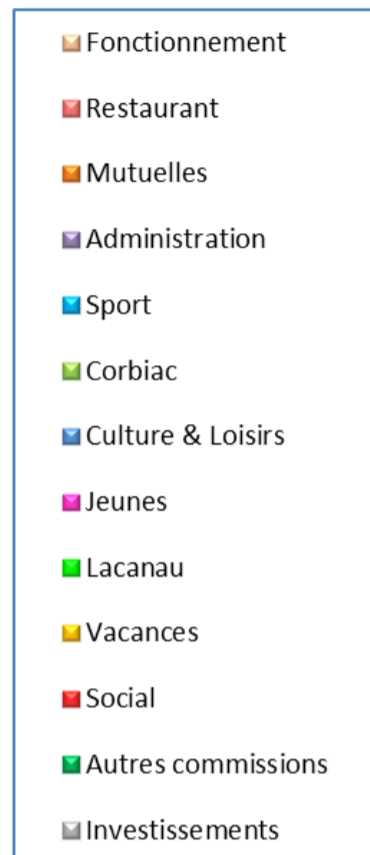 Fonctionnement
Restaurant
Mutuelles
Administration
Sport
Corbiac
Culture & Loisirs
Jeunes
Lacanau
Vacances
Social
Autres commissions
Investissements